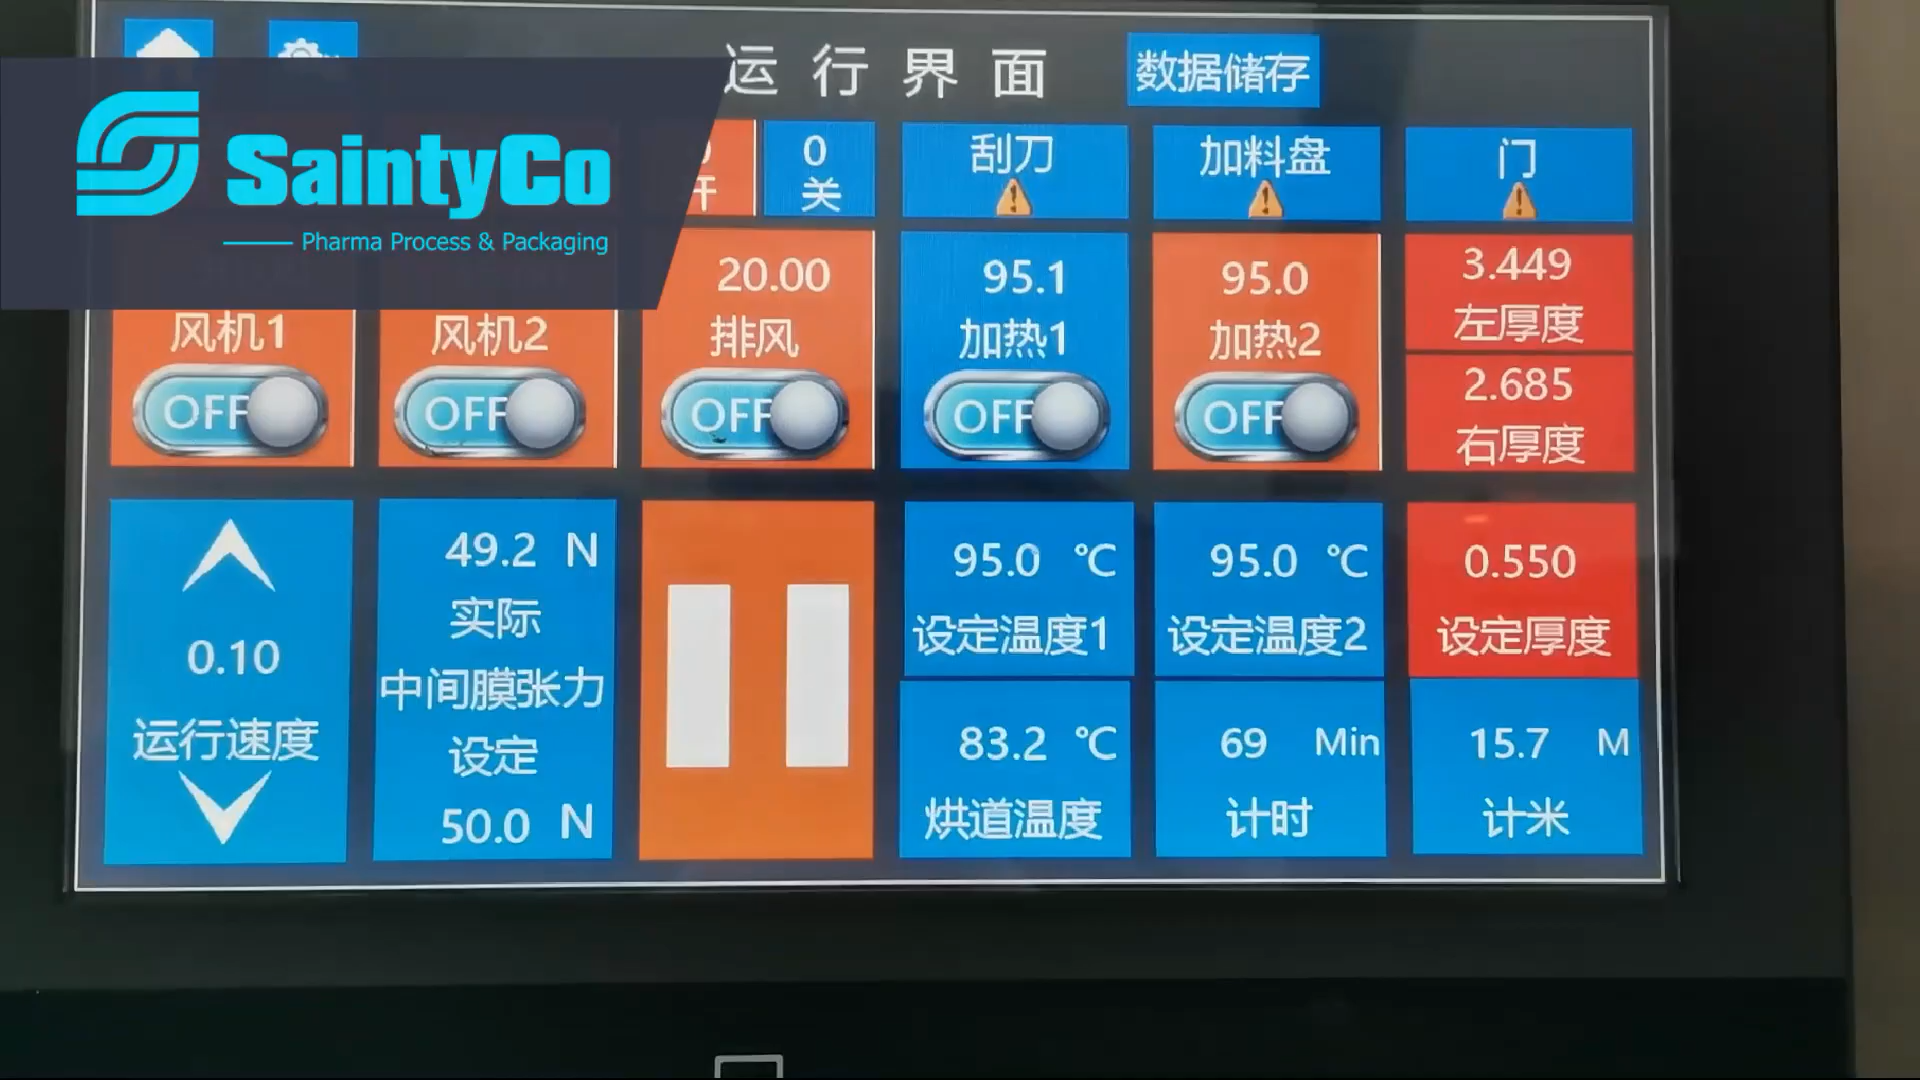 运行界面
数据储存
SaintyCo
Pharma Process & Packaging
0
关
刮刀
加料盘
门
风机1
OFF
风机2
OFF
20.00
排风
OFF
95.1
加热1
OFF
95.0
加热2
OFF
3.449
左厚度
2.685
右厚度
0.10
运行速度
49.2 N
实际
中间膜张力
设定
50.0 N
95.0 ℃
设定温度1
95.0 ℃
设定温度2
0.550
设定厚度
83.2 ℃
烘道温度
69 Min
计时
15.7 M
计米